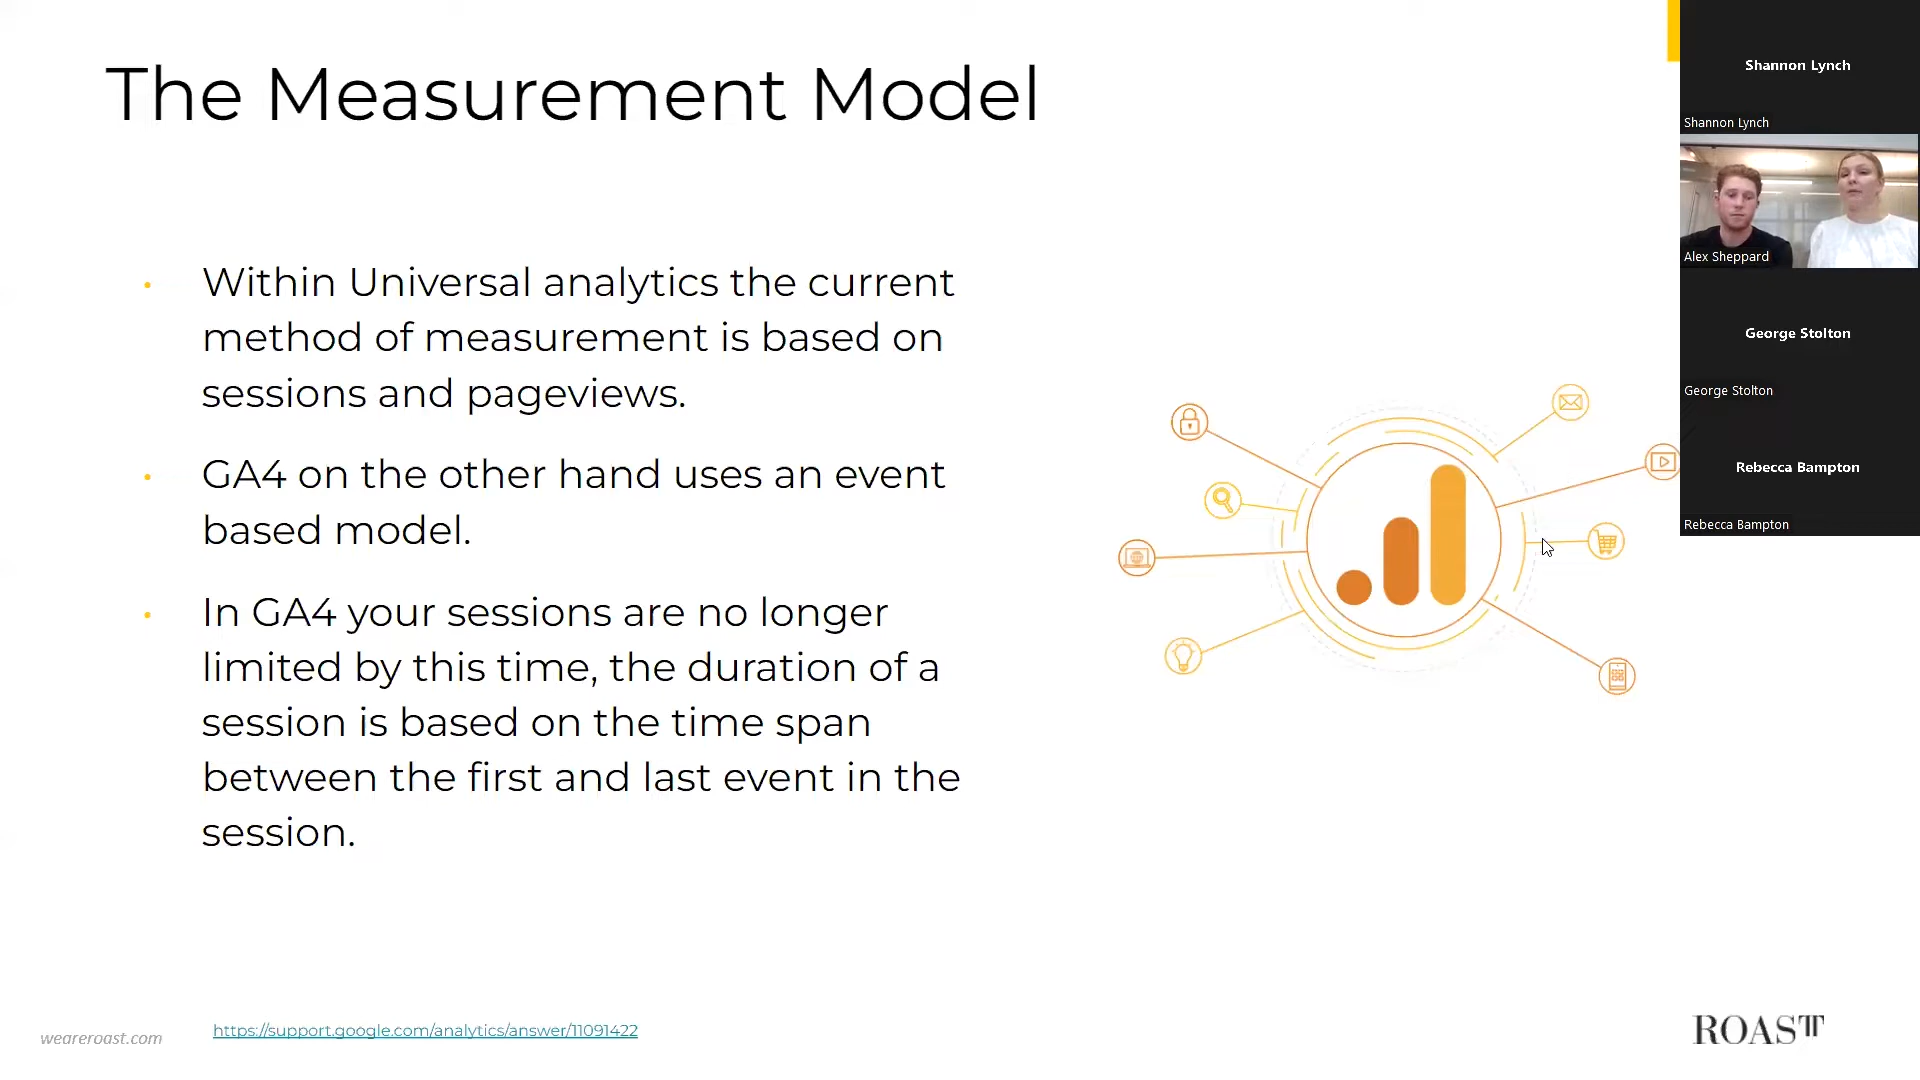 The Measurement Model
Within Universal analytics the current
method of measurement is based on
sessions and pageviews.
GA4 on the other hand uses an event
based model.
In GA4 your sessions are no longer
limited by this time, the duration of a
session is based on the time span
between the first and last event in the
session.
weareroast.com
https://support.google.com/analytics/answer/11091422
ROAST
Shannon Lynch
Shannon Lynch
Alex Sheppard
George Stolton
George Stolton
Rebecca Bampton
Rebecca Bampton